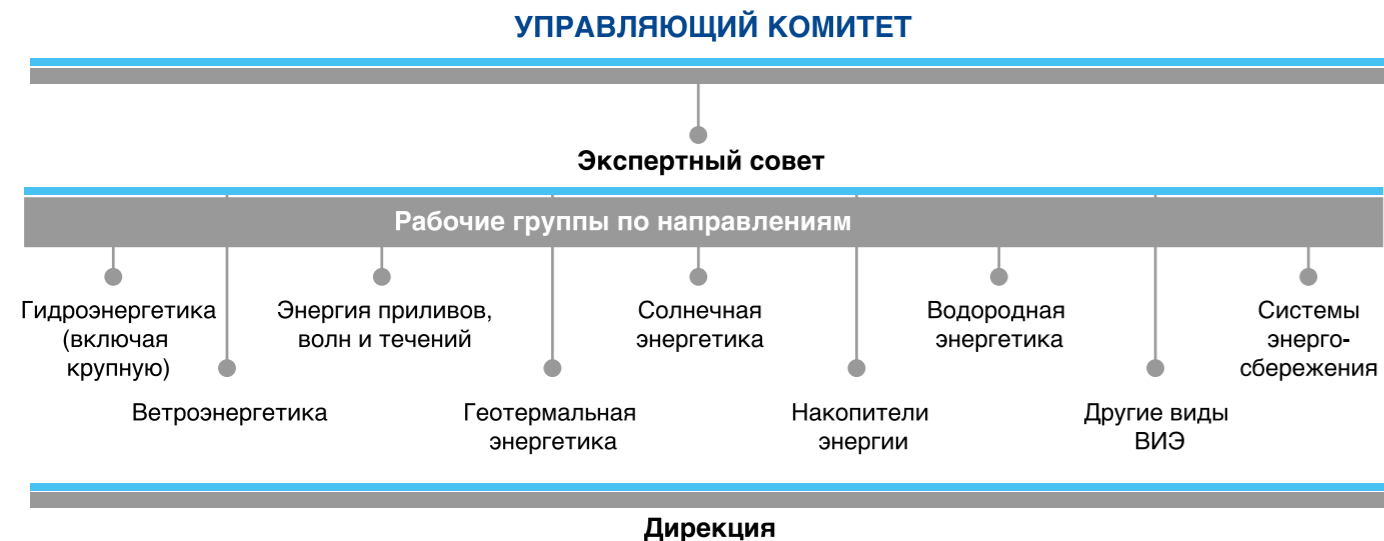 УПРАВЛЯЮЩИЙ КОМИТЕТ
Экспертный совет
Рабочие группы по направлениям
Гидроэнергетика
(включая
крупную)
Ветроэнергетика
Энергия приливов,
волн и течений
Геотермальная
энергетика
Солнечная
энергетика
Накопители
энергии
Водородная
энергетика
Другие виды
ВИЭ
Системы
энерго-
сбережения
Дирекция